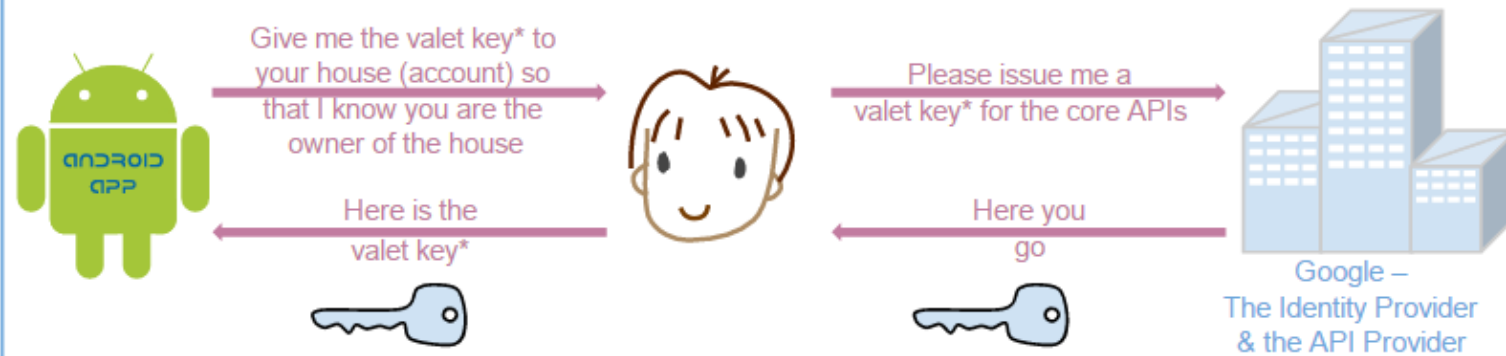 Give me the valet key* to
your house (account) so
that I know you are the
owner of the house
Please issue me a
valet key* for the core APIs
ANDROID
APP
Here is the
valet key*
Here you
go
Google –
The Identity Provider
& the API Provider